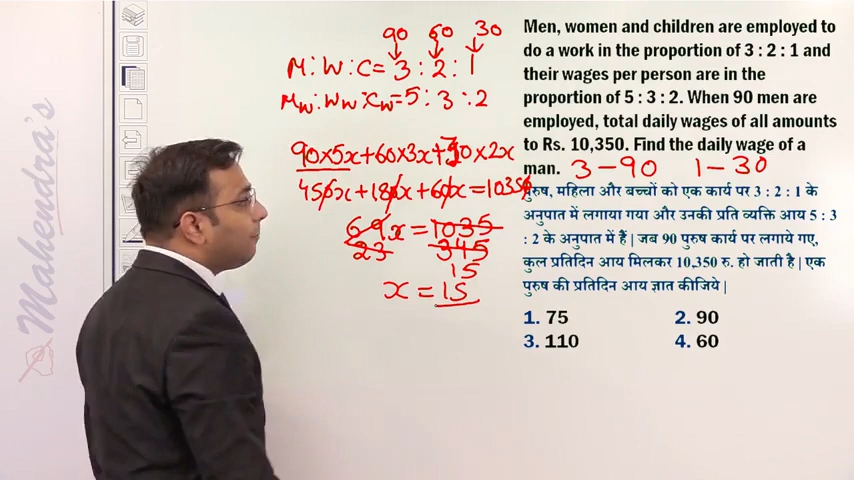 Mahendra's
90 60 30
M : W : C = 3 : 2 : 1
Mw : Ww : Cw = 5 : 3 : 2
90×5x+60×3x+30×2x
450x+180x+60x=10350
69x = 1035
23 345
15
x = 15
Men, women and children are employed to
do a work in the proportion of 3 : 2 : 1 and
their wages per person are in the
proportion of 5 : 3 : 2. When 90 men are
employed, total daily wages of all amounts
to Rs. 10,350. Find the daily wage of a
man. 3-90 1-30
पुरुष, महिला और बच्चों को एक कार्य पर 3 : 2 : 1 के
अनुपात में लगाया गया और उनकी प्रति व्यक्ति आय 5 : 3
: 2 के अनुपात में हैं| जब 90 पुरुष कार्य पर लगाये गए,
कुल प्रतिदिन आय मिलकर 10,350 रु. हो जाती है| एक
पुरुष की प्रतिदिन आय ज्ञात कीजिये|
1. 75 2. 90
3. 110 4. 60